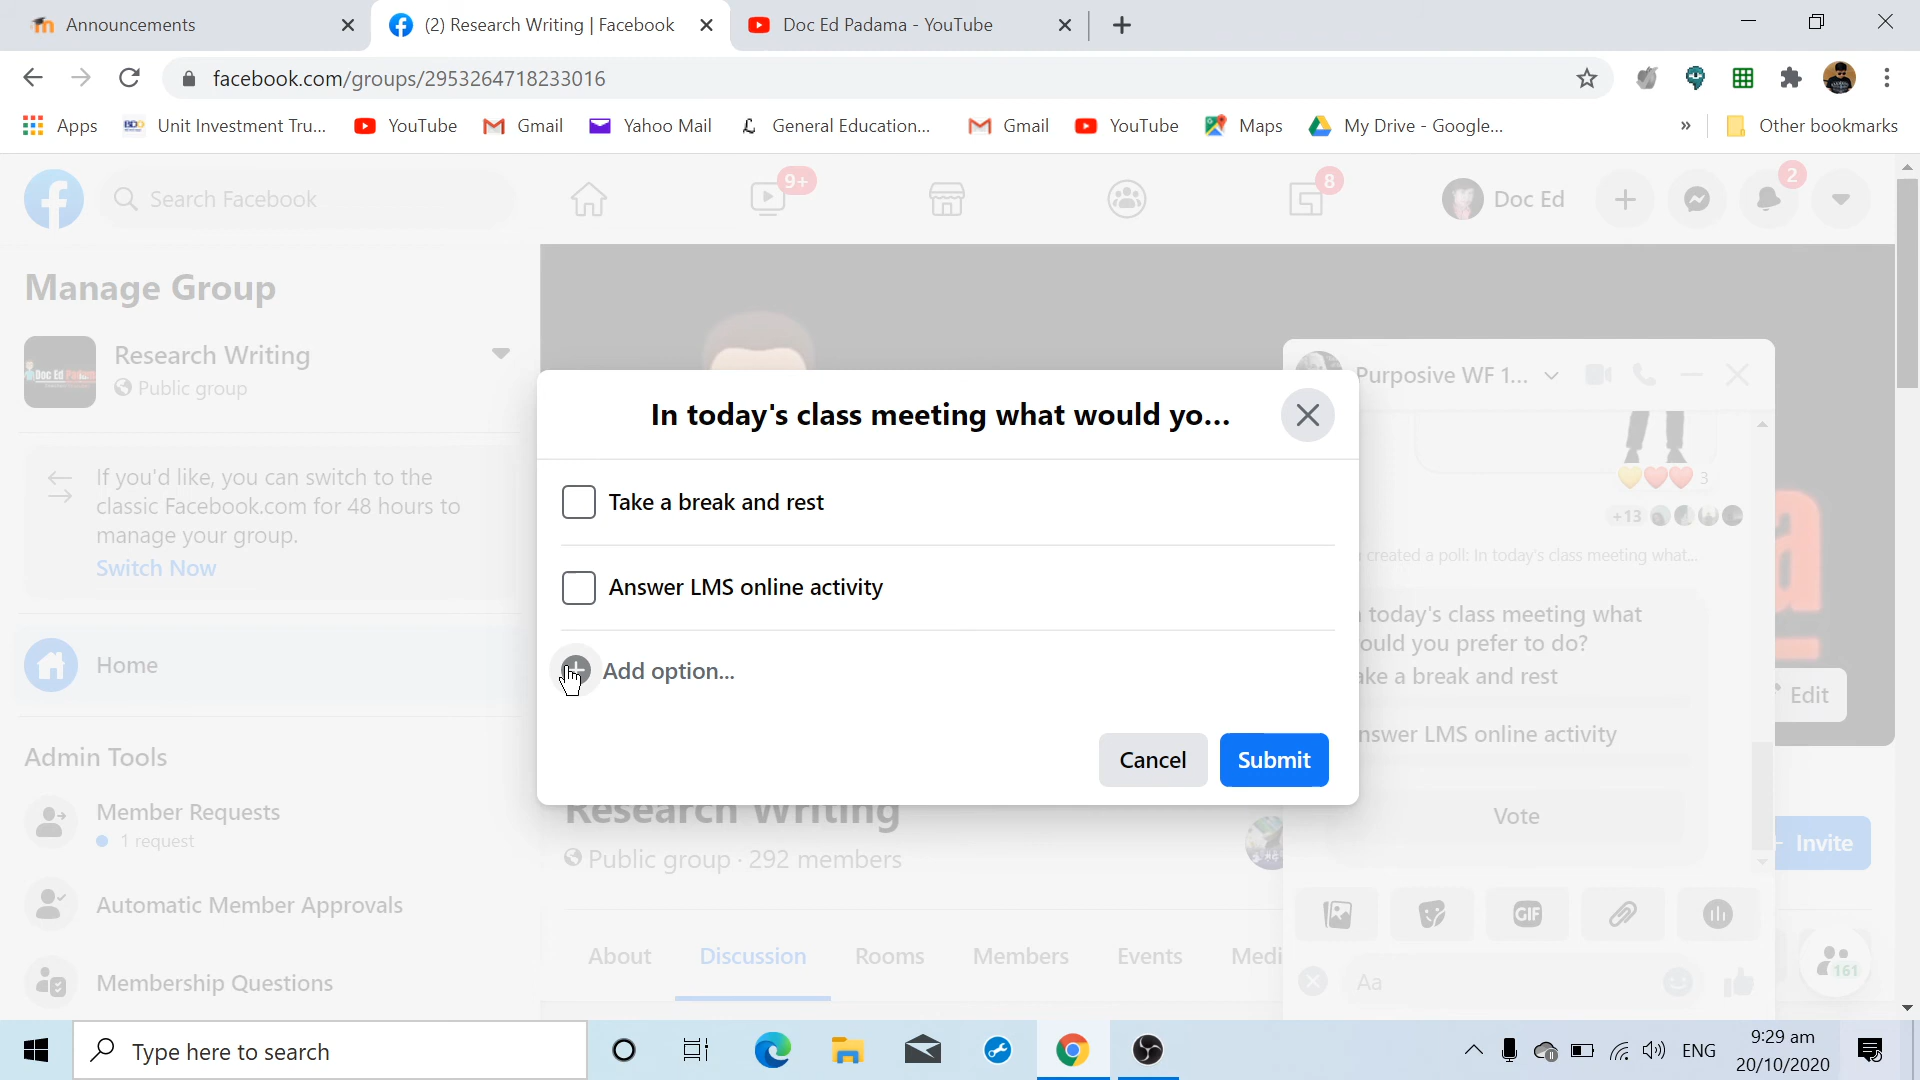 Announcements
(2) Research Writing | Facebook
Doc Ed Padama - YouTube
facebook.com/groups/2953264718233016
Apps
BDO
Unit Investment Tru...
YouTube
Gmail
Yahoo Mail
General Education...
Gmail
YouTube
Maps
My Drive - Google...
»
Other bookmarks
Search Facebook
9+
8
Doc Ed
2
Manage Group
Research Writing
Public group
Doc Ed
If you'd like, you can switch to the
classic Facebook.com for 48 hours to
manage your group.
Switch Now
Home
Admin Tools
Member Requests
1 request
Automatic Member Approvals
Membership Questions
In today's class meeting what would yo...
Take a break and rest
Answer LMS online activity
Add option...
Cancel
Submit
Purposive WF 1...
3
+13
created a poll: In today's class meeting what...
today's class meeting what
ould you prefer to do?
ake a break and rest
nswer LMS online activity
Vote
GIF
Aa
a
Edit
Invite
161
Research Writing
Public group · 292 members
About
Discussion
Rooms
Members
Events
Medi
Type here to search
ENG
9:29 am
20/10/2020